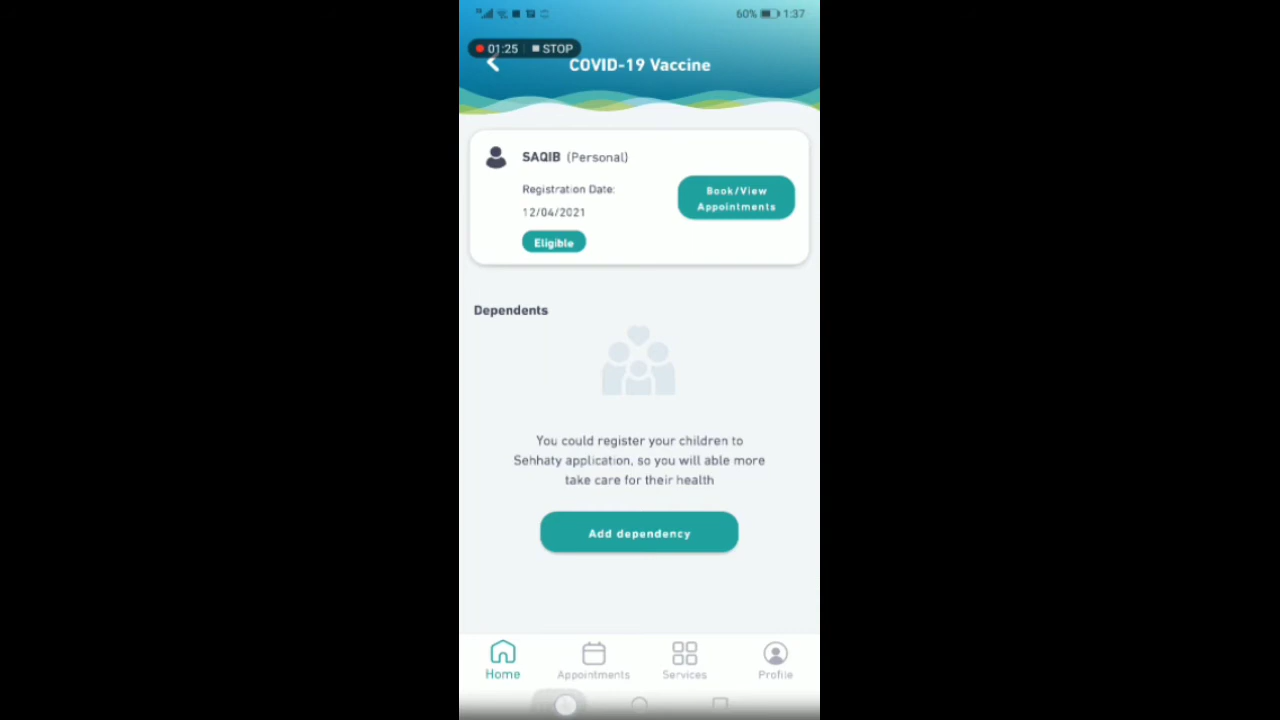 60% 1:37
01:25 STOP
COVID-19 Vaccine
SAQIB (Personal)
Registration Date:
12/04/2021
Eligible
Book/View
Appointments
Dependents
You could register your children to
Sehhaty application, so you will able more
take care for their health
Add dependency
Home Appointments Services Profile